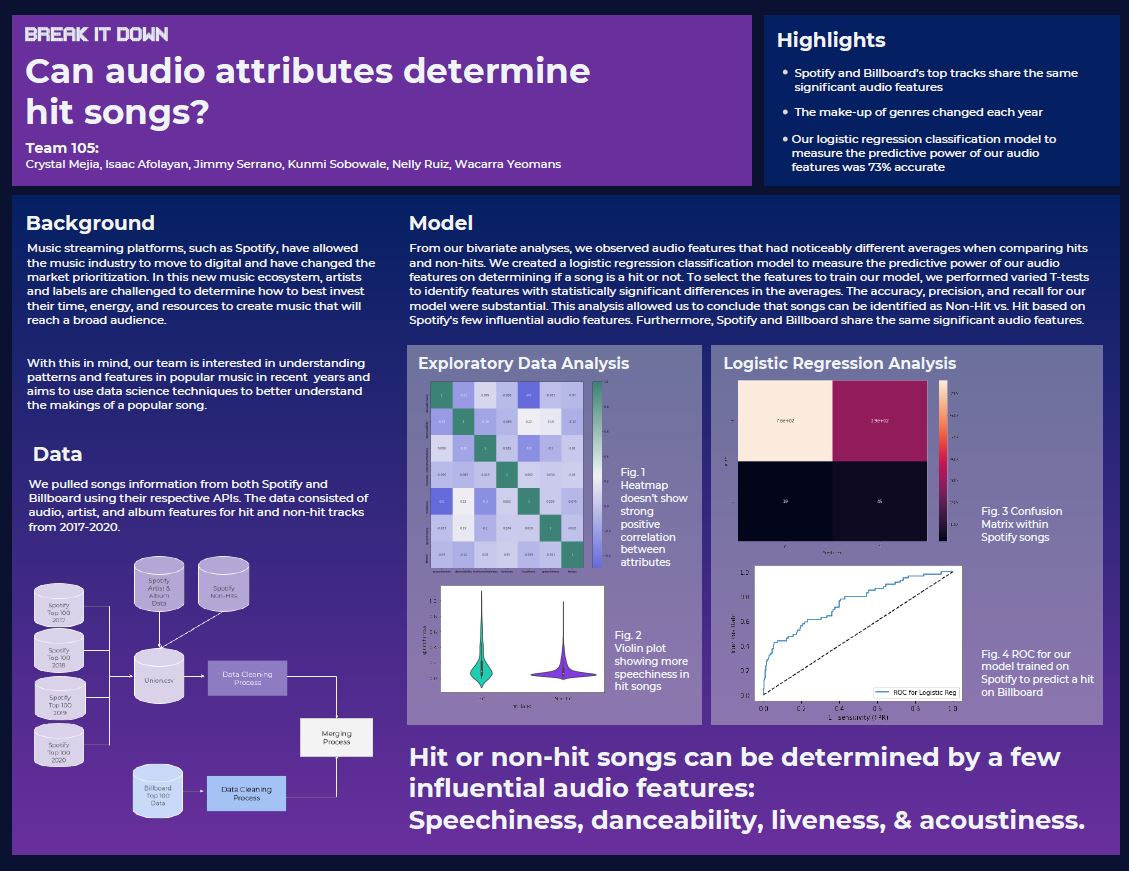 BREAK IT DOWN
Can audio attributes determine
hit songs?
Team 105:
Crystal Mejia, Isaac Afolayan, Jimmy Serrano, Kunmi Sobowale, Nelly Ruiz, Wacarra Yeomans
Highlights
• Spotify and Billboard's top tracks share the same
significant audio features
• The make-up of genres changed each year
• Our logistic regression classification model to
measure the predictive power of our audio
features was 73% accurate
Background
Music streaming platforms, such as Spotify, have allowed
the music industry to move to digital and have changed the
market prioritization. In this new music ecosystem, artists
and labels are challenged to determine how to best invest
their time, energy, and resources to create music that will
reach a broad audience.
With this in mind, our team is interested in understanding
patterns and features in popular music in recent years and
aims to use data science techniques to better understand
the makings of a popular song.
Data
We pulled songs information from both Spotify and
Billboard using their respective APIs. The data consisted of
audio, artist, and album features for hit and non-hit tracks
from 2017-2020.
Spotify
Artist &
Album
Data
Spotify
Non-Hits
Spotify
Top 100
2017
Spotify
Top 100
2018
Spotify
Top 100
2019
Spotify
Top 100
2020
Union.csv
Data Cleaning
Process
Merging
Process
Billboard
Top 100
Data
Data Cleaning
Process
Model
From our bivariate analyses, we observed audio features that had noticeably different averages when comparing hits
and non-hits. We created a logistic regression classification model to measure the predictive power of our audio
features on determining if a song is a hit or not. To select the features to train our model, we performed varied T-tests
to identify features with statistically significant differences in the averages. The accuracy, precision, and recall for our
model were substantial. This analysis allowed us to conclude that songs can be identified as Non-Hit vs. Hit based on
Spotify's few influential audio features. Furthermore, Spotify and Billboard share the same significant audio features.
Exploratory Data Analysis
Fig. 1
Heatmap
doesn't show
strong
positive
correlation
between
attributes
Fig. 2
Violin plot
showing more
speechiness in
hit songs
Logistic Regression Analysis
Fig. 3 Confusion
Matrix within
Spotify songs
1.0
0.8
0.6
0.4
0.2
0.0
0.0 0.2 0.4 0.6 0.8 1.0
ROC for Logistic Reg
Fig. 4 ROC for our
model trained on
Spotify to predict a hit
on Billboard
Hit or non-hit songs can be determined by a few
influential audio features:
Speechiness, danceability, liveness, & acoustiness.